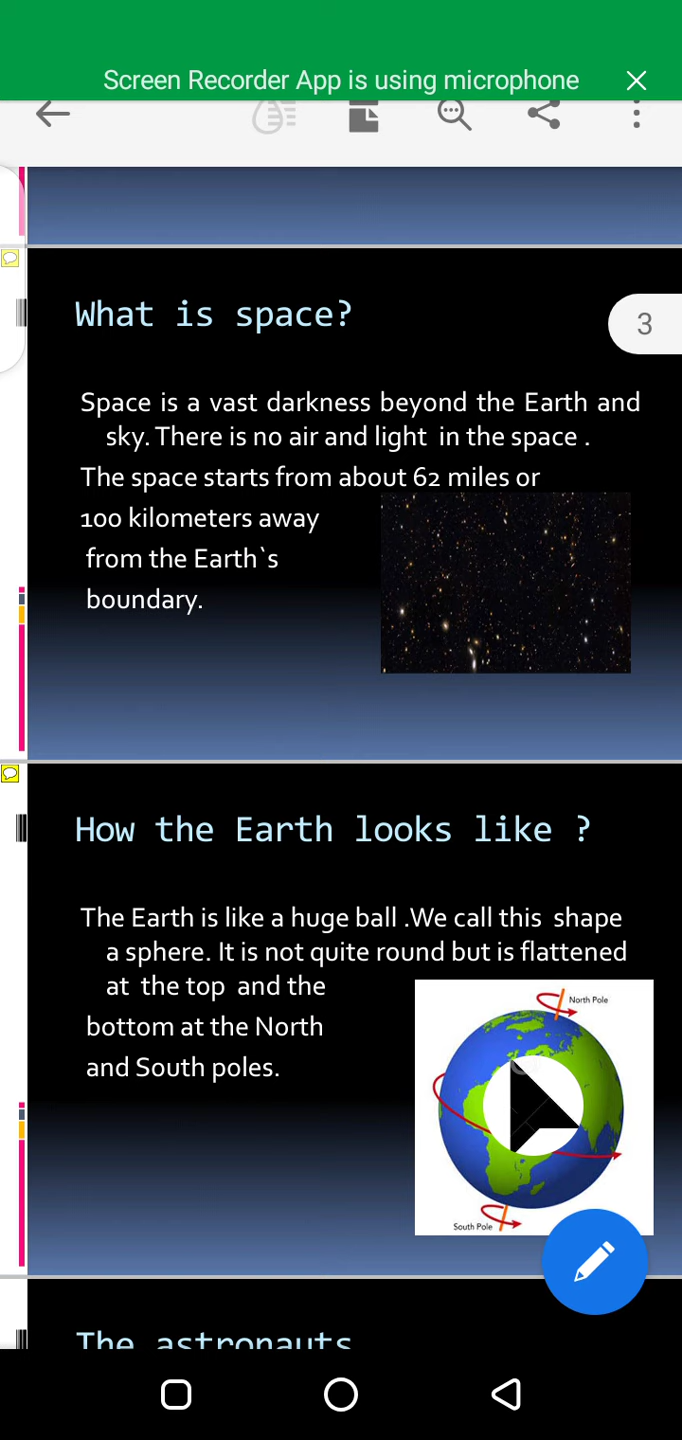 Screen Recorder App is using microphone
What is space?
3
Space is a vast darkness beyond the Earth and
sky. There is no air and light in the space .
The space starts from about 62 miles or
100 kilometers away
from the Earth`s
boundary.
How the Earth looks like ?
The Earth is like a huge ball .We call this shape
a sphere. It is not quite round but is flattened
at the top and the
bottom at the North
and South poles.
North Pole
South Pole
The astronauts